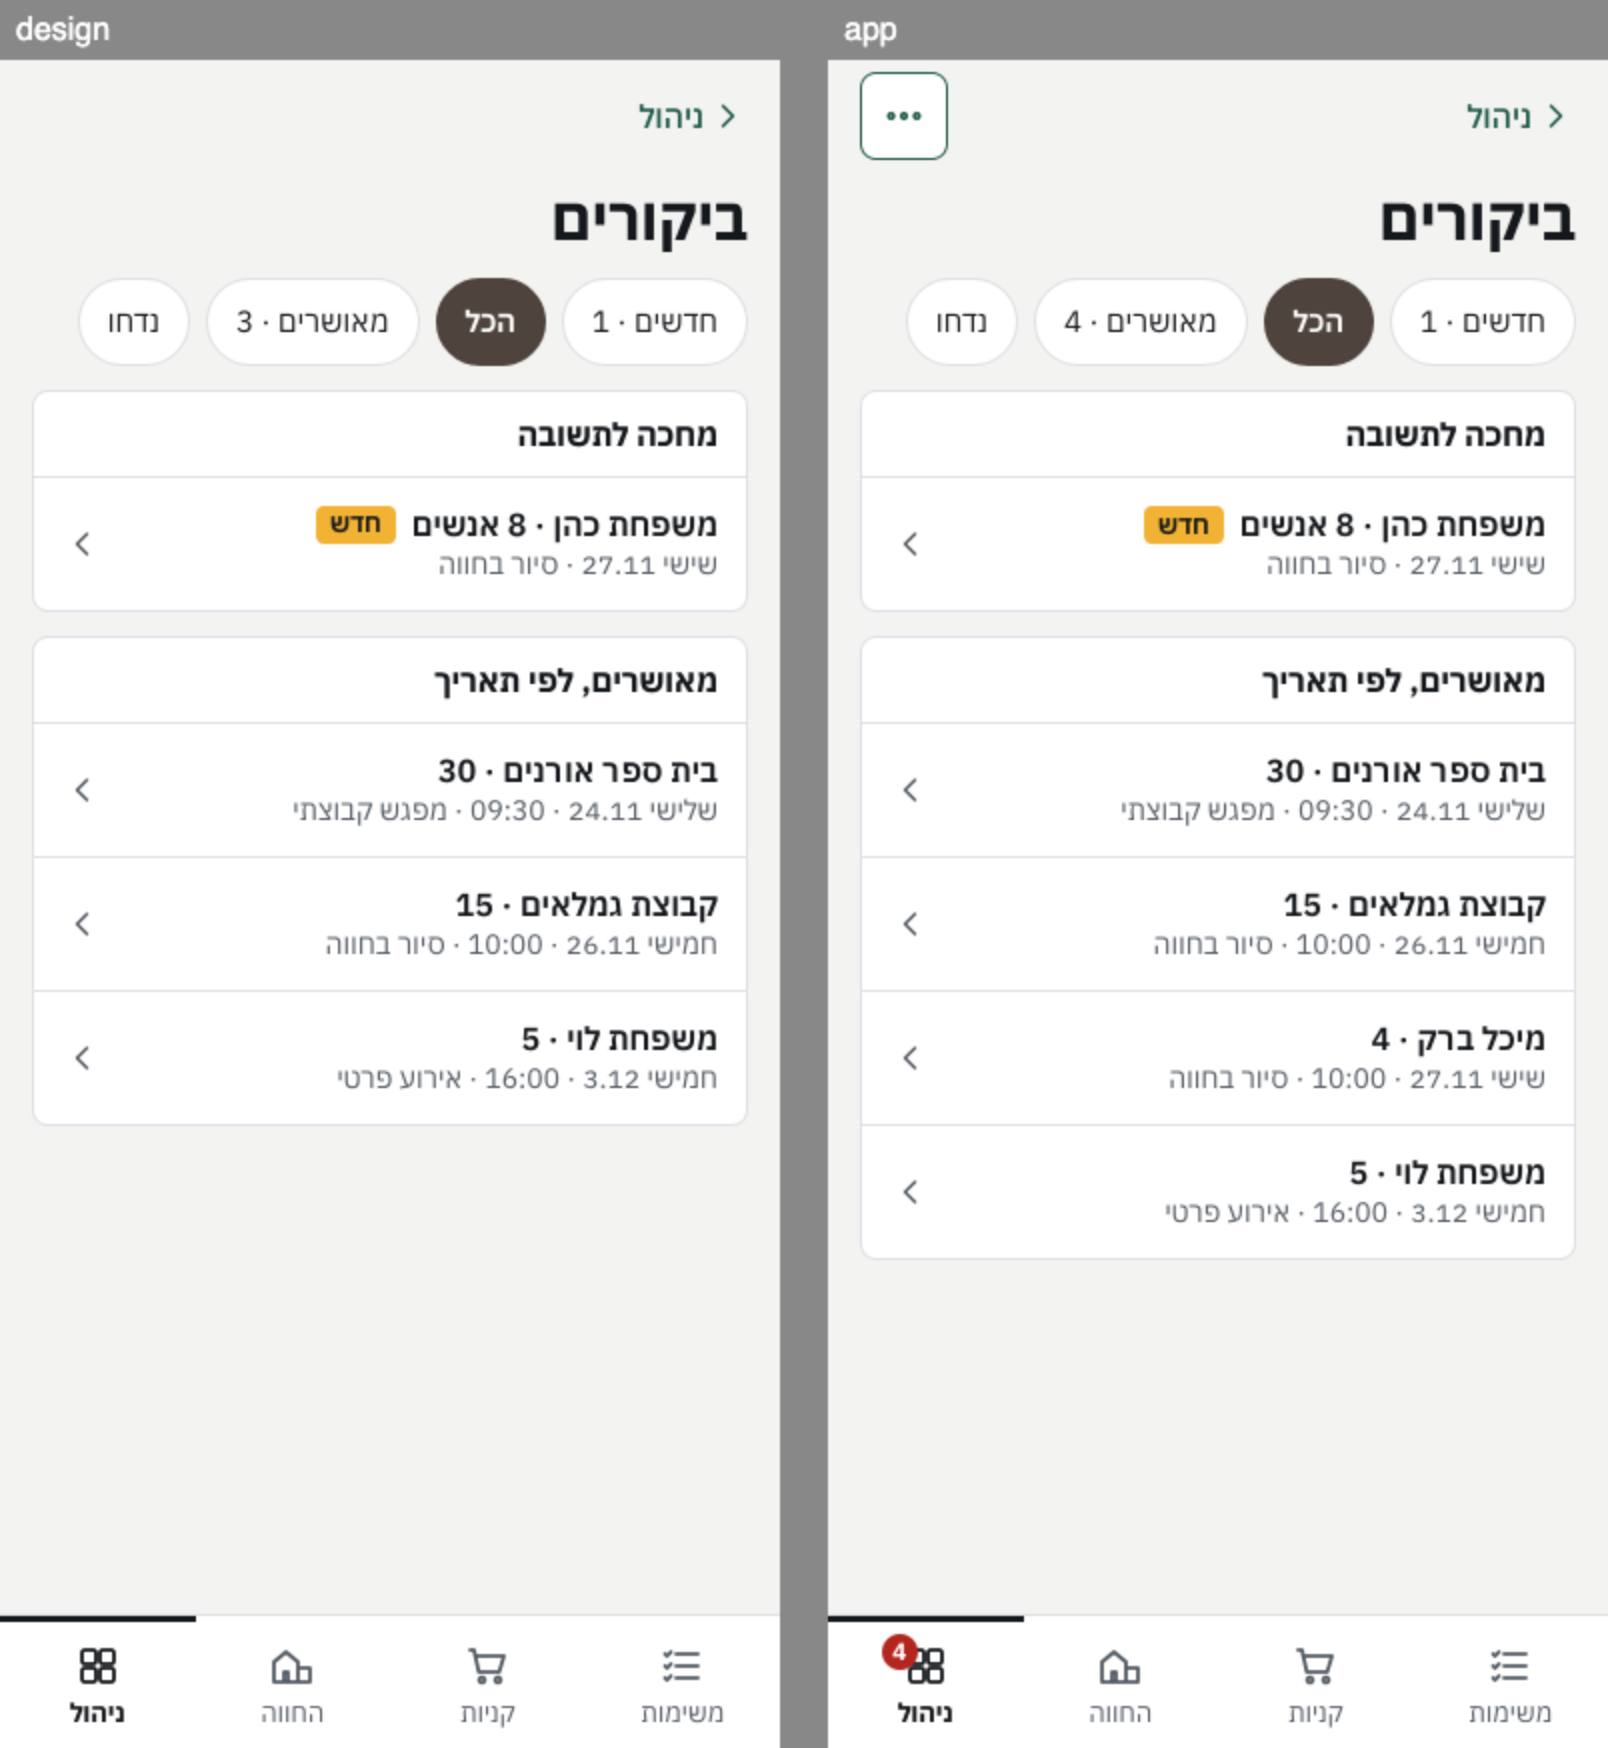 design
ניהול
ביקורים
חדשים · 1
הכל
מאושרים · 3
נדחו
מחכה לתשובה
משפחת כהן · 8 אנשים חדש
שישי 27.11 · סיור בחווה
מאושרים, לפי תאריך
בית ספר אורנים · 30
שלישי 24.11 · 09:30 · מפגש קבוצתי
קבוצת גמלאים · 15
חמישי 26.11 · 10:00 · סיור בחווה
משפחת לוי · 5
חמישי 3.12 · 16:00 · אירוע פרטי
משימות
קניות
החווה
ניהול
app
ניהול
ביקורים
חדשים · 1
הכל
מאושרים · 4
נדחו
מחכה לתשובה
משפחת כהן · 8 אנשים חדש
שישי 27.11 · סיור בחווה
מאושרים, לפי תאריך
בית ספר אורנים · 30
שלישי 24.11 · 09:30 · מפגש קבוצתי
קבוצת גמלאים · 15
חמישי 26.11 · 10:00 · סיור בחווה
מיכל ברק · 4
שישי 27.11 · 10:00 · סיור בחווה
משפחת לוי · 5
חמישי 3.12 · 16:00 · אירוע פרטי
משימות
קניות
החווה
4
ניהול